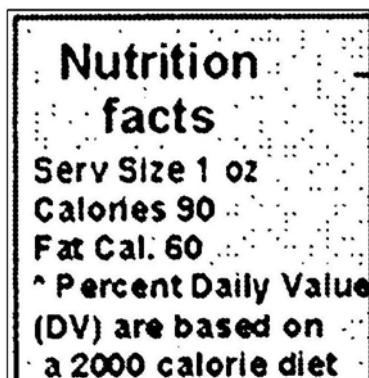 Nutrition
facts
Serv Size 1 oz
Calories 90
Fat Cal. 60
^ Percent Daily Value
(DV) are based on
a 2000 calorie diet